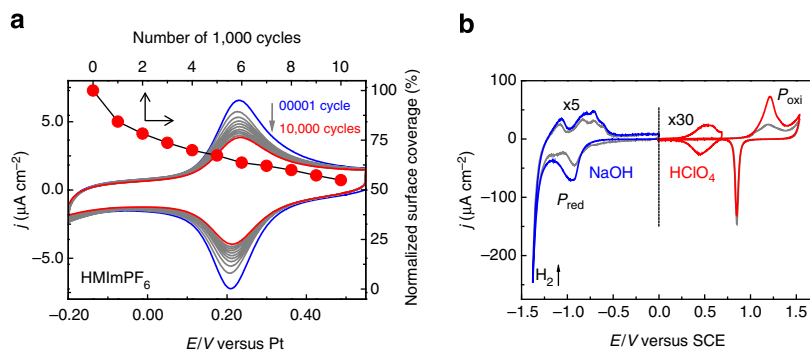 a
Number of 1,000 cycles
0 2 4 6 8 10
00001 cycle
10,000 cycles
5.0
0.0
−5.0
j (μA cm⁻²)
100
75
50
25
0
Normalized surface coverage (%)
HMImPF₆
−0.20 0.00 0.20 0.40
E/V versus Pt
b
100
0
−100
−200
j (μA cm⁻²)
x5
x30
Pₒₓᵢ
NaOH
HClO₄
P_red
H₂
−1.5 −1.0 −0.5 0.0 0.5 1.0 1.5
E/V versus SCE